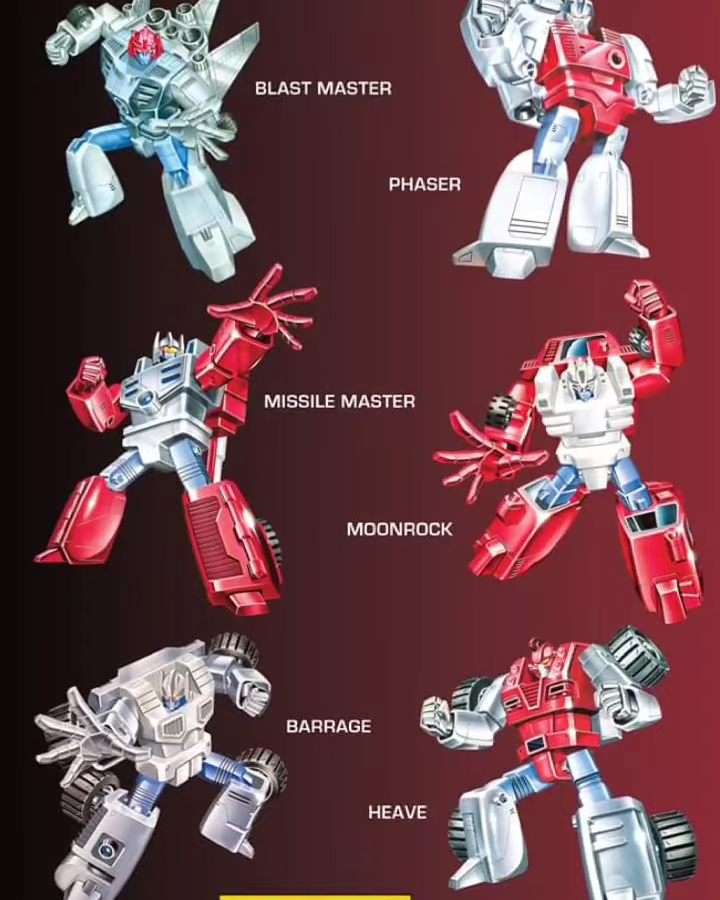 BLAST MASTER
PHASER
MISSILE MASTER
MOONROCK
BARRAGE
HEAVE